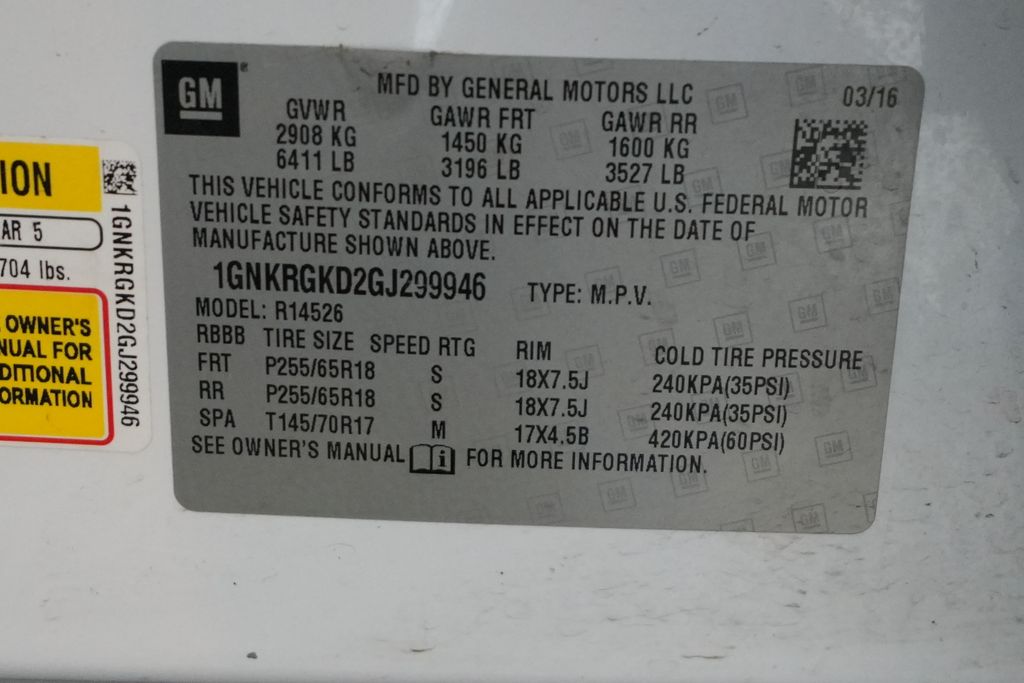 GM
MFD BY GENERAL MOTORS LLC
03/16
GVWR GAWR FRT GAWR RR
2908 KG 1450 KG 1600 KG
6411 LB 3196 LB 3527 LB
THIS VEHICLE CONFORMS TO ALL APPLICABLE U.S. FEDERAL MOTOR
VEHICLE SAFETY STANDARDS IN EFFECT ON THE DATE OF
MANUFACTURE SHOWN ABOVE.
1GNKRGKD2GJ299946 TYPE: M.P.V.
MODEL: R14526
RBBB TIRE SIZE SPEED RTG RIM COLD TIRE PRESSURE
FRT P255/65R18 S 18X7.5J 240KPA(35PSI)
RR P255/65R18 S 18X7.5J 240KPA(35PSI)
SPA T145/70R17 M 17X4.5B 420KPA(60PSI)
SEE OWNER'S MANUAL i FOR MORE INFORMATION.
ION
AR 5
704 lbs.
OWNER'S
NUAL FOR
DITIONAL
ORMATION
1GNKRGKD2GJ299946